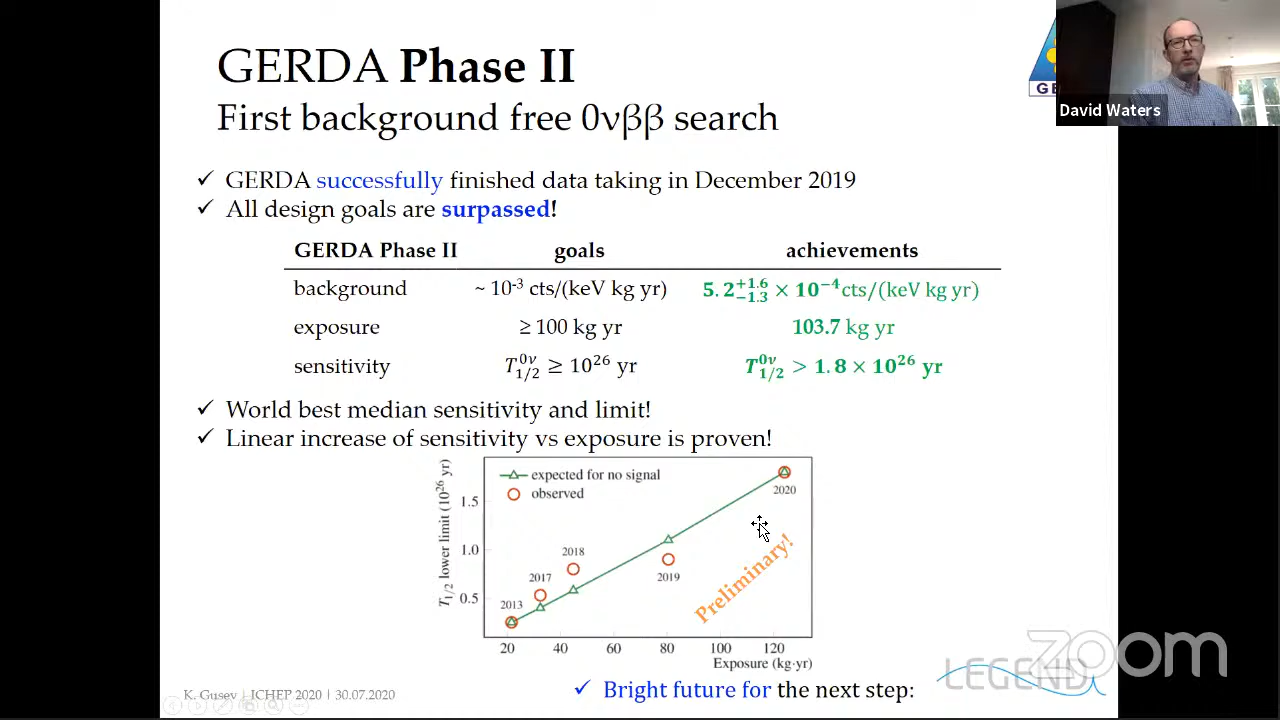 GERDA Phase II
First background free 0νββ search
GE
David Waters
✓ GERDA successfully finished data taking in December 2019
✓ All design goals are surpassed!
GERDA Phase II goals achievements
background ~ 10⁻³ cts/(keV kg yr) 5.2₋₁.₃⁺¹·⁶ × 10⁻⁴ cts/(keV kg yr)
exposure ≥ 100 kg yr 103.7 kg yr
sensitivity T₁/₂⁰ᵛ ≥ 10²⁶ yr T₁/₂⁰ᵛ > 1.8 × 10²⁶ yr
✓ World best median sensitivity and limit!
✓ Linear increase of sensitivity vs exposure is proven!
T₁/₂ lower limit (10²⁶ yr)
expected for no signal
observed
1.5
1.0
0.5
2013
2017
2018
2019
2020
Preliminary!
20 40 60 80 100 120
Exposure (kg·yr)
✓ Bright future for the next step:
K. Gusev | ICHEP 2020 | 30.07.2020
LEGEND
zoom